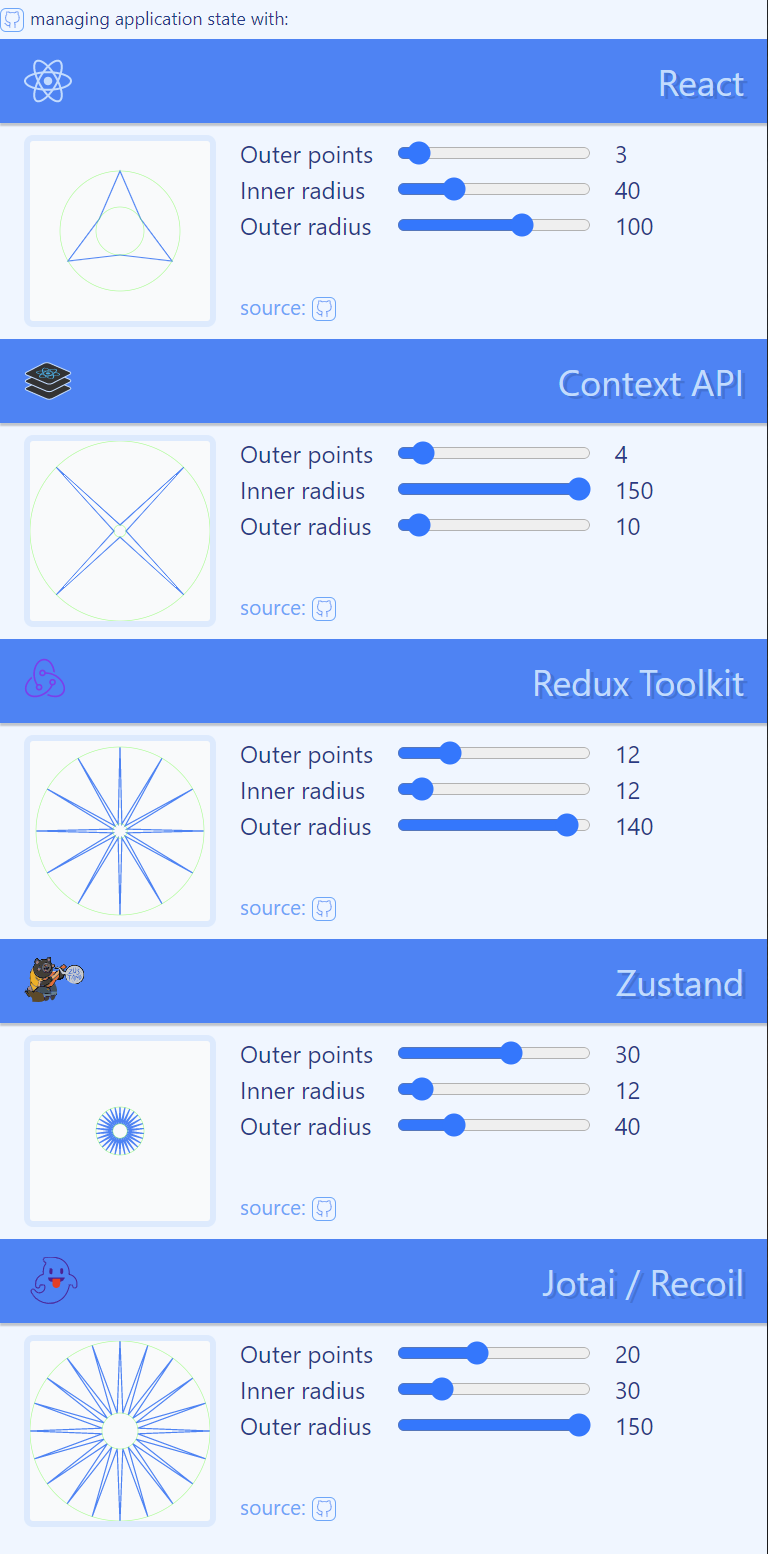 managing application state with:
React
Outer points 3
Inner radius 40
Outer radius 100
source:
Context API
Outer points 4
Inner radius 150
Outer radius 10
source:
Redux Toolkit
Outer points 12
Inner radius 12
Outer radius 140
source:
Zustand
Outer points 30
Inner radius 12
Outer radius 40
source:
Jotai / Recoil
Outer points 20
Inner radius 30
Outer radius 150
source: